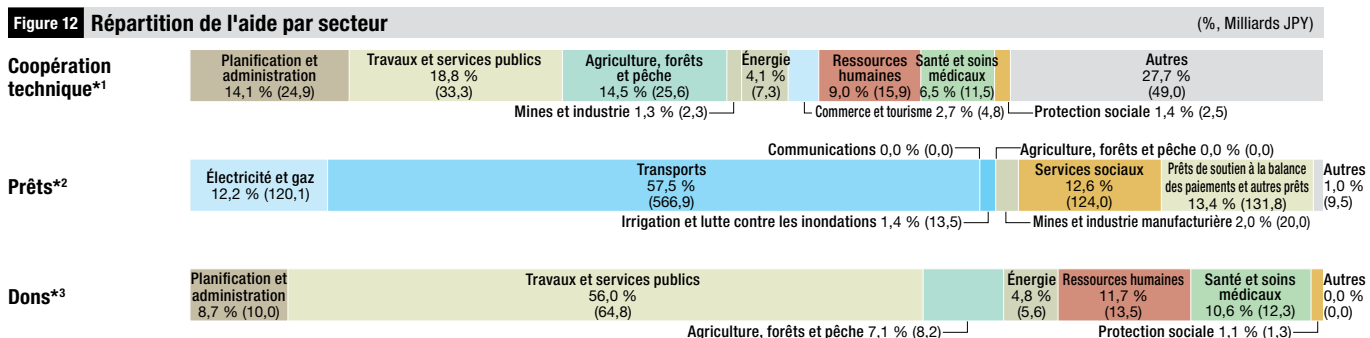 Figure 12 Répartition de l'aide par secteur (%, Milliards JPY)
Coopération
technique*1
Planification et
administration
14,1 % (24,9)
Travaux et services publics
18,8 %
(33,3)
Agriculture, forêts
et pêche
14,5 % (25,6)
Mines et industrie 1,3 % (2,3)
Énergie
4,1 %
(7,3)
Commerce et tourisme 2,7 % (4,8)
Ressources
humaines
9,0 % (15,9)
Santé et soins
médicaux
6,5 % (11,5)
Protection sociale 1,4 % (2,5)
Autres
27,7 %
(49,0)
Prêts*2
Électricité et gaz
12,2 % (120,1)
Transports
57,5 %
(566,9)
Communications 0,0 % (0,0)
Irrigation et lutte contre les inondations 1,4 % (13,5)
Agriculture, forêts et pêche 0,0 % (0,0)
Mines et industrie manufacturière 2,0 % (20,0)
Services sociaux
12,6 %
(124,0)
Prêts de soutien à la balance
des paiements et autres prêts
13,4 % (131,8)
Autres
1,0 %
(9,5)
Dons*3
Planification et
administration
8,7 % (10,0)
Travaux et services publics
56,0 %
(64,8)
Agriculture, forêts et pêche 7,1 % (8,2)
Énergie
4,8 %
(5,6)
Ressources humaines
11,7 %
(13,5)
Santé et soins
médicaux
10,6 % (12,3)
Protection sociale 1,1 % (1,3)
Autres
0,0 %
(0,0)